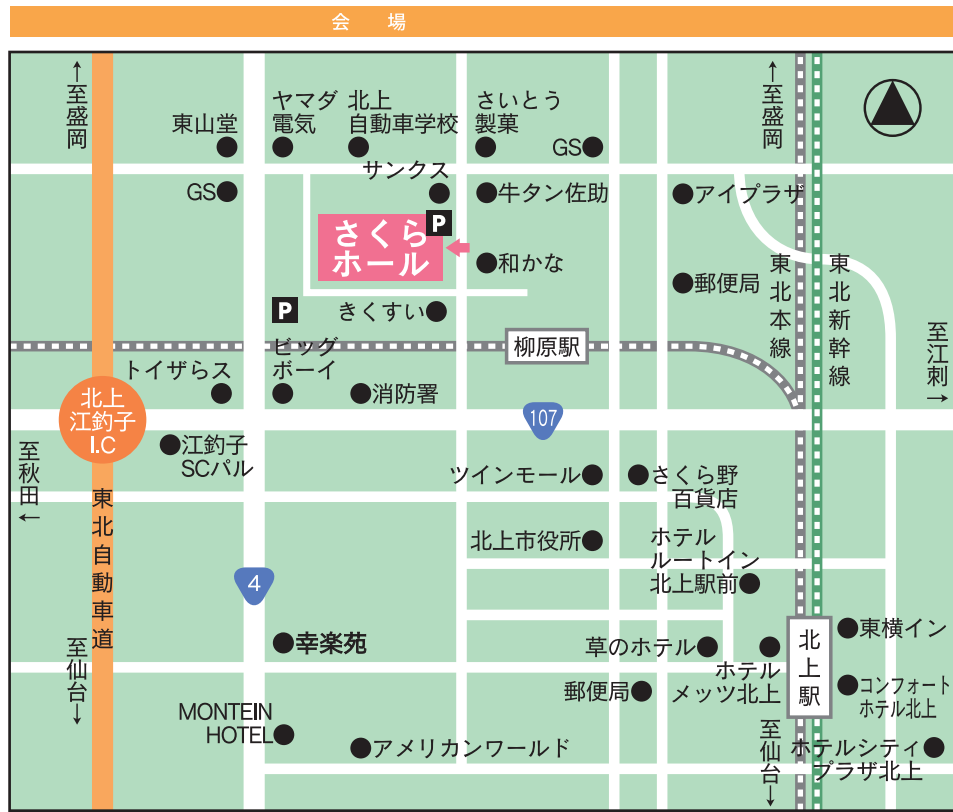 会場
↑至盛岡
↑至盛岡
東山堂
ヤマダ
電気
北上
自動車学校
さいとう
製菓
GS
サンクス
GS
牛タン佐助
アイプラザ
P
さくら
ホール
和かな
郵便局
東北本線
東北新幹線
P
きくすい
柳原駅
至江刺→
トイザらス
ビッグ
ボーイ
消防署
北上
江釣子
I.C
107
江釣子
SCパル
至秋田←
ツインモール
さくら野
百貨店
東北自動車道
北上市役所
ホテル
ルートイン
北上駅前
4
幸楽苑
草のホテル
ホテル
メッツ北上
北上駅
東横イン
至仙台↓
郵便局
コンフォート
ホテル北上
MONTEIN
HOTEL
アメリカンワールド
至仙台↓
ホテルシティ
プラザ北上